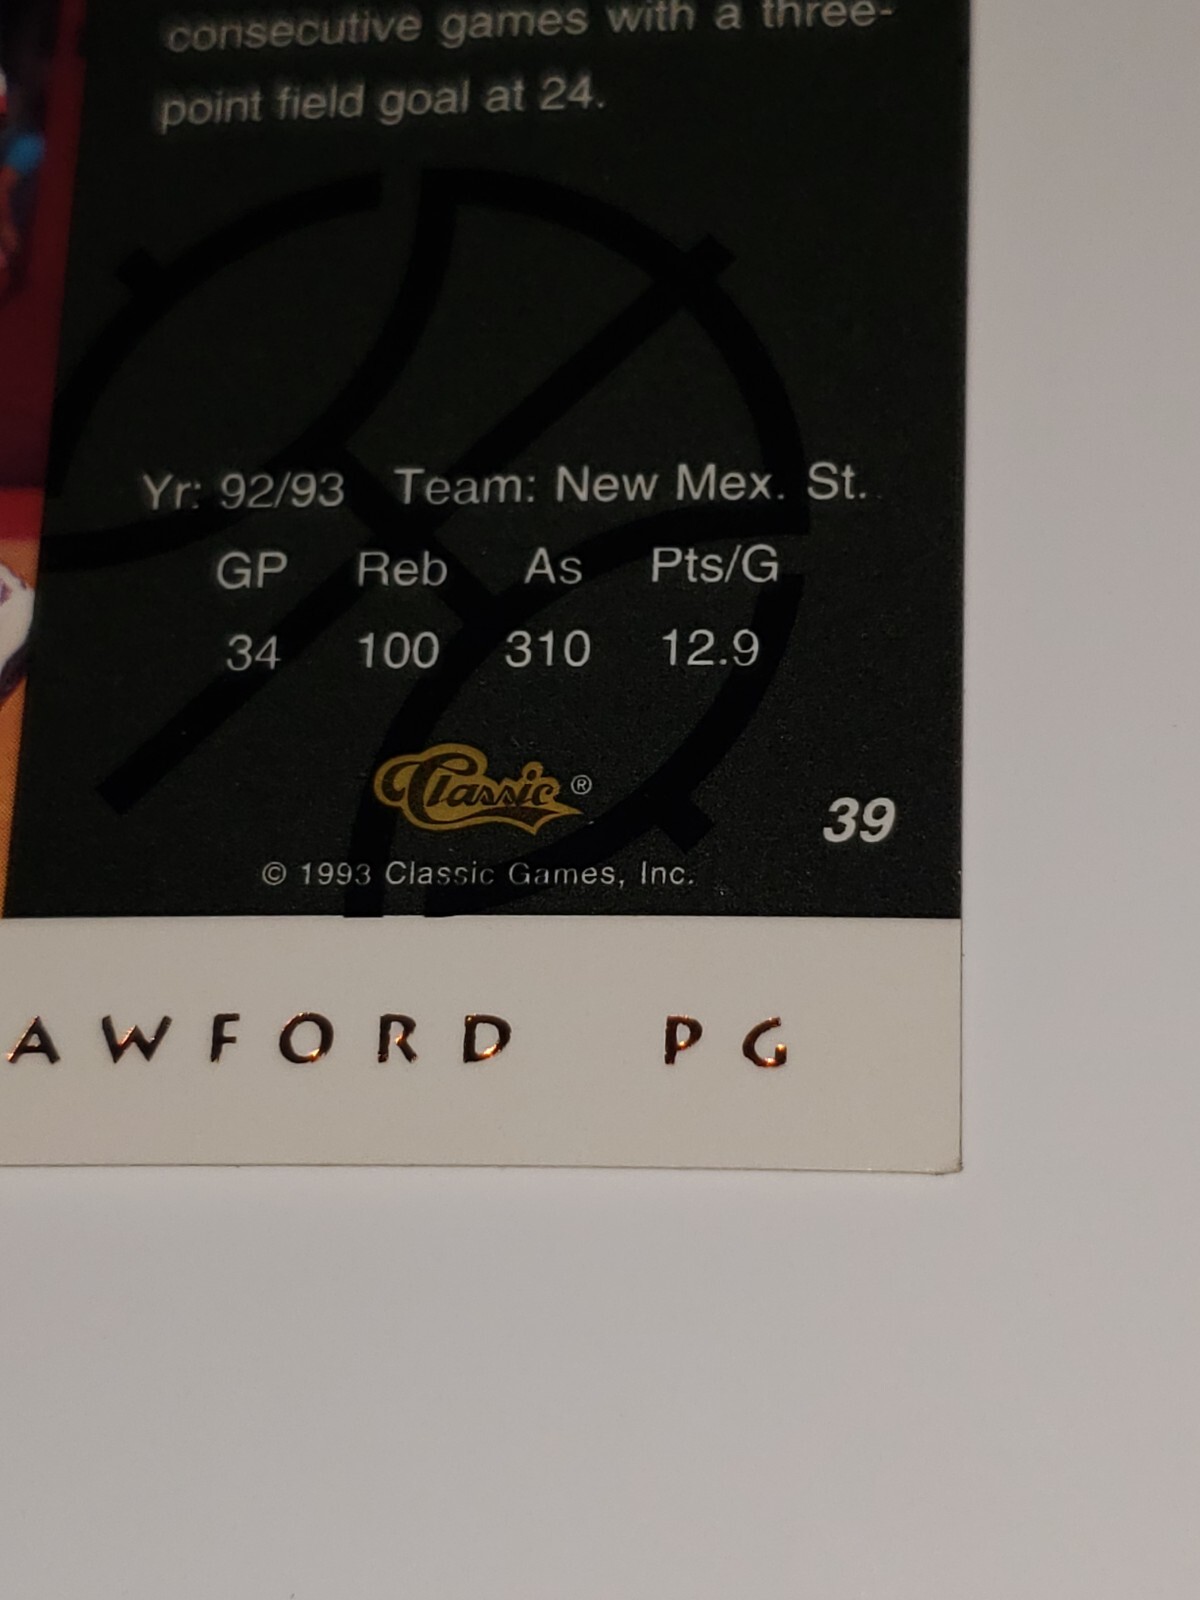 consecutive games with a three-
point field goal at 24.
Yr: 92/93 Team: New Mex. St.
GP Reb As Pts/G
34 100 310 12.9
Classic ®
39
© 1993 Classic Games, Inc.
AWFORD PG